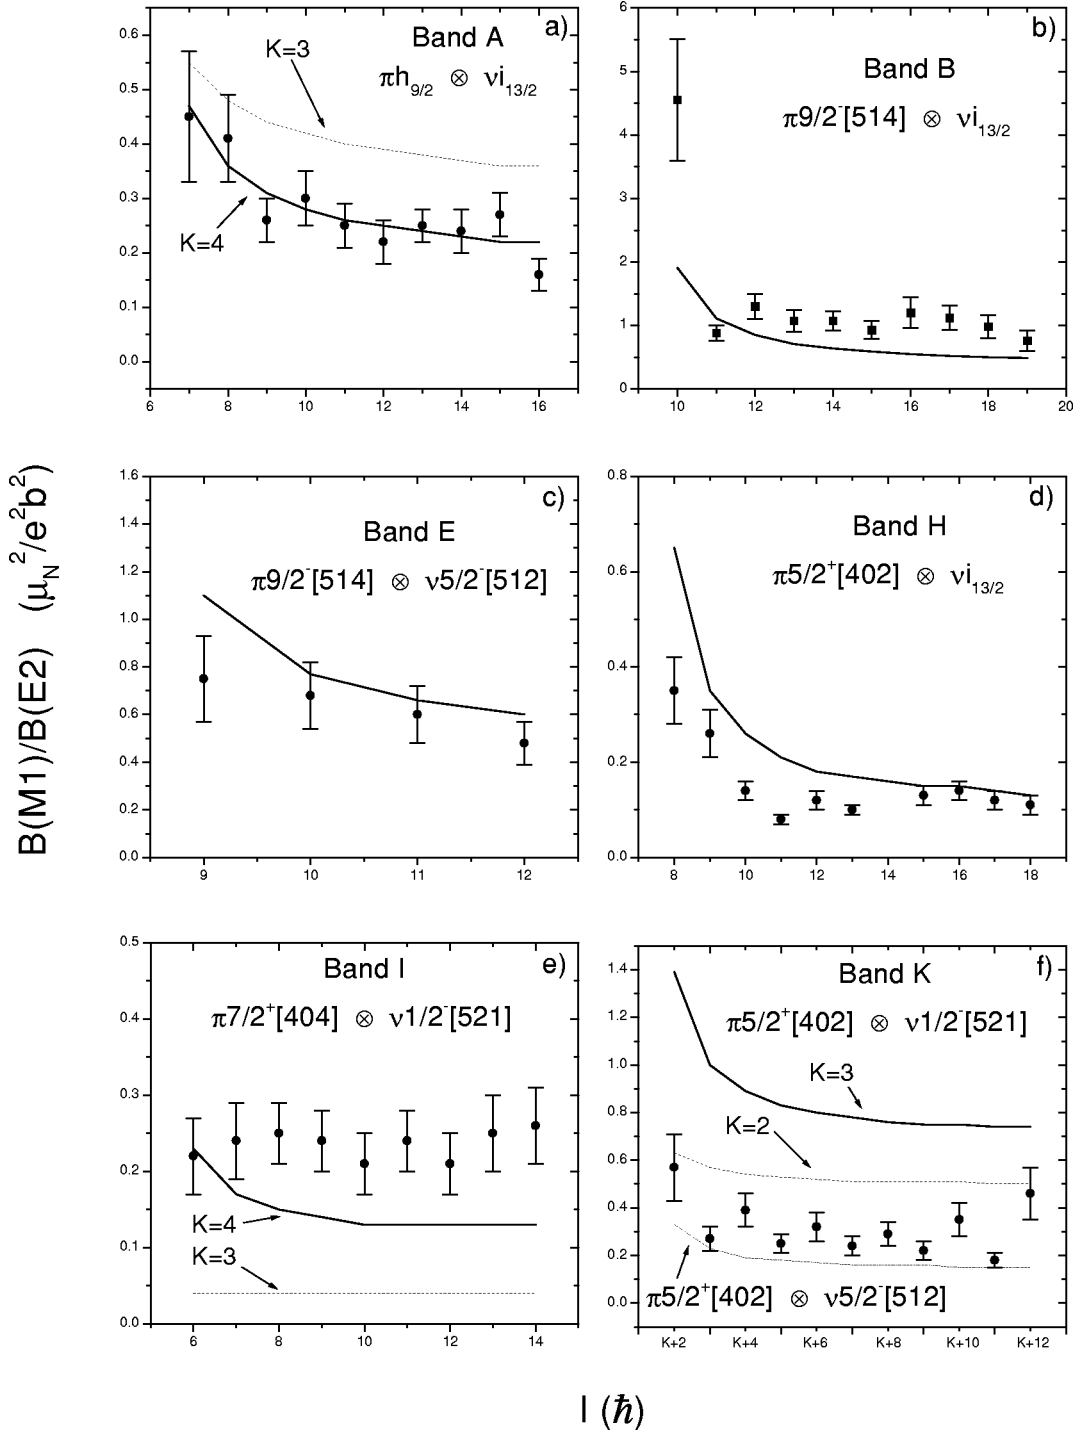 B(M1)/B(E2) (μ_N^2/e^2b^2)
a)
Band A
πh_9/2 ⊗ νi_13/2
K=3
K=4
0.6
0.5
0.4
0.3
0.2
0.1
0.0
6 8 10 12 14 16
b)
Band B
π9/2^-[514] ⊗ νi_13/2
6
5
4
3
2
1
0
10 12 14 16 18 20
c)
Band E
π9/2^-[514] ⊗ ν5/2^-[512]
1.6
1.4
1.2
1.0
0.8
0.6
0.4
0.2
0.0
9 10 11 12
d)
Band H
π5/2^+[402] ⊗ νi_13/2
0.8
0.6
0.4
0.2
0.0
8 10 12 14 16 18
e)
Band I
π7/2^+[404] ⊗ ν1/2^-[521]
K=4
K=3
0.5
0.4
0.3
0.2
0.1
0.0
6 8 10 12 14
f)
Band K
π5/2^+[402] ⊗ ν1/2^-[521]
K=3
K=2
π5/2^+[402] ⊗ ν5/2^-[512]
1.4
1.2
1.0
0.8
0.6
0.4
0.2
0.0
K+2 K+4 K+6 K+8 K+10 K+12
I (ħ)